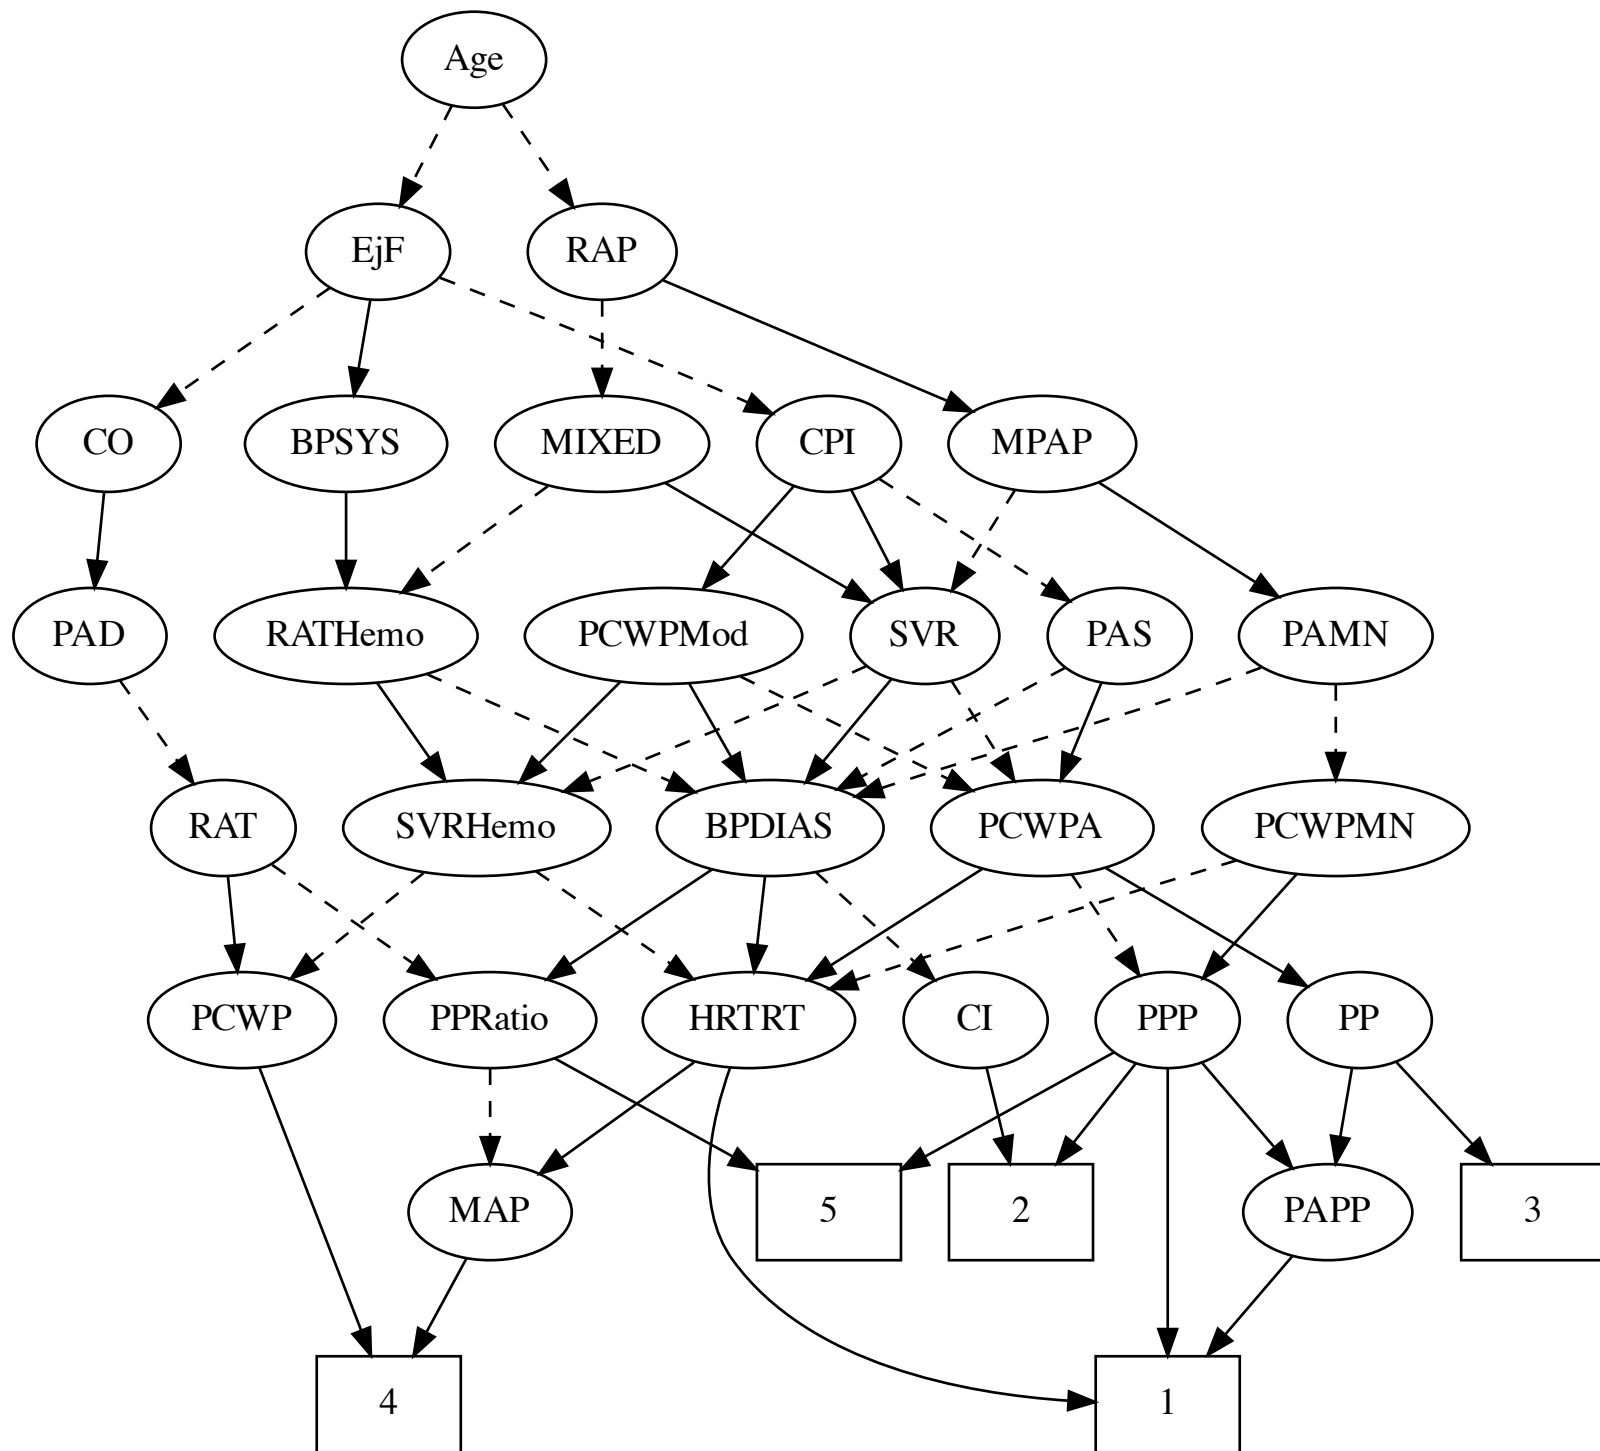 Age
EjF
RAP
CO
BPSYS
MIXED
CPI
MPAP
PAD
RATHemo
PCWPMod
SVR
PAS
PAMN
RAT
SVRHemo
BPDIAS
PCWPA
PCWPMN
PCWP
PPRatio
HRTRT
CI
PPP
PP
MAP
5
2
PAPP
3
4
1